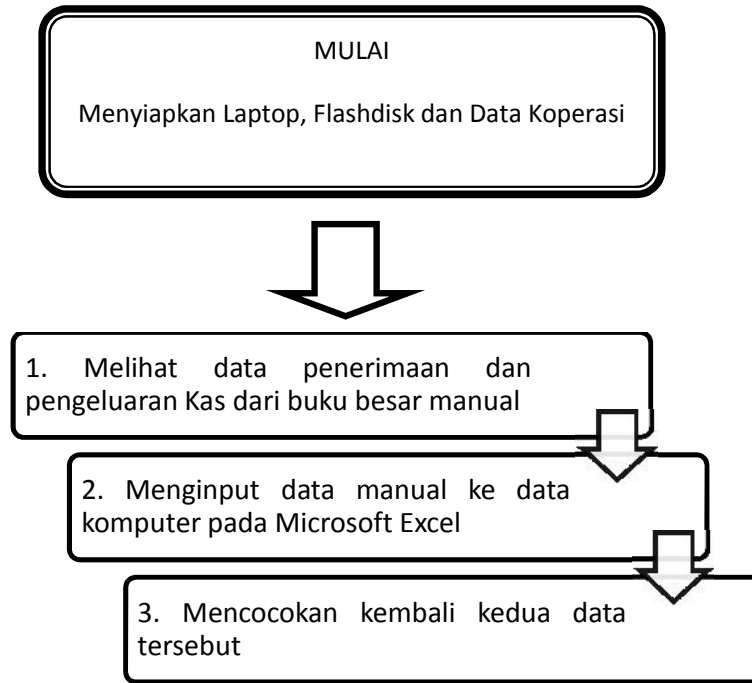 MULAI
Menyiapkan Laptop, Flashdisk dan Data Koperasi
1. Melihat data penerimaan dan
pengeluaran Kas dari buku besar manual
2. Menginput data manual ke data
komputer pada Microsoft Excel
3. Mencocokan kembali kedua data
tersebut